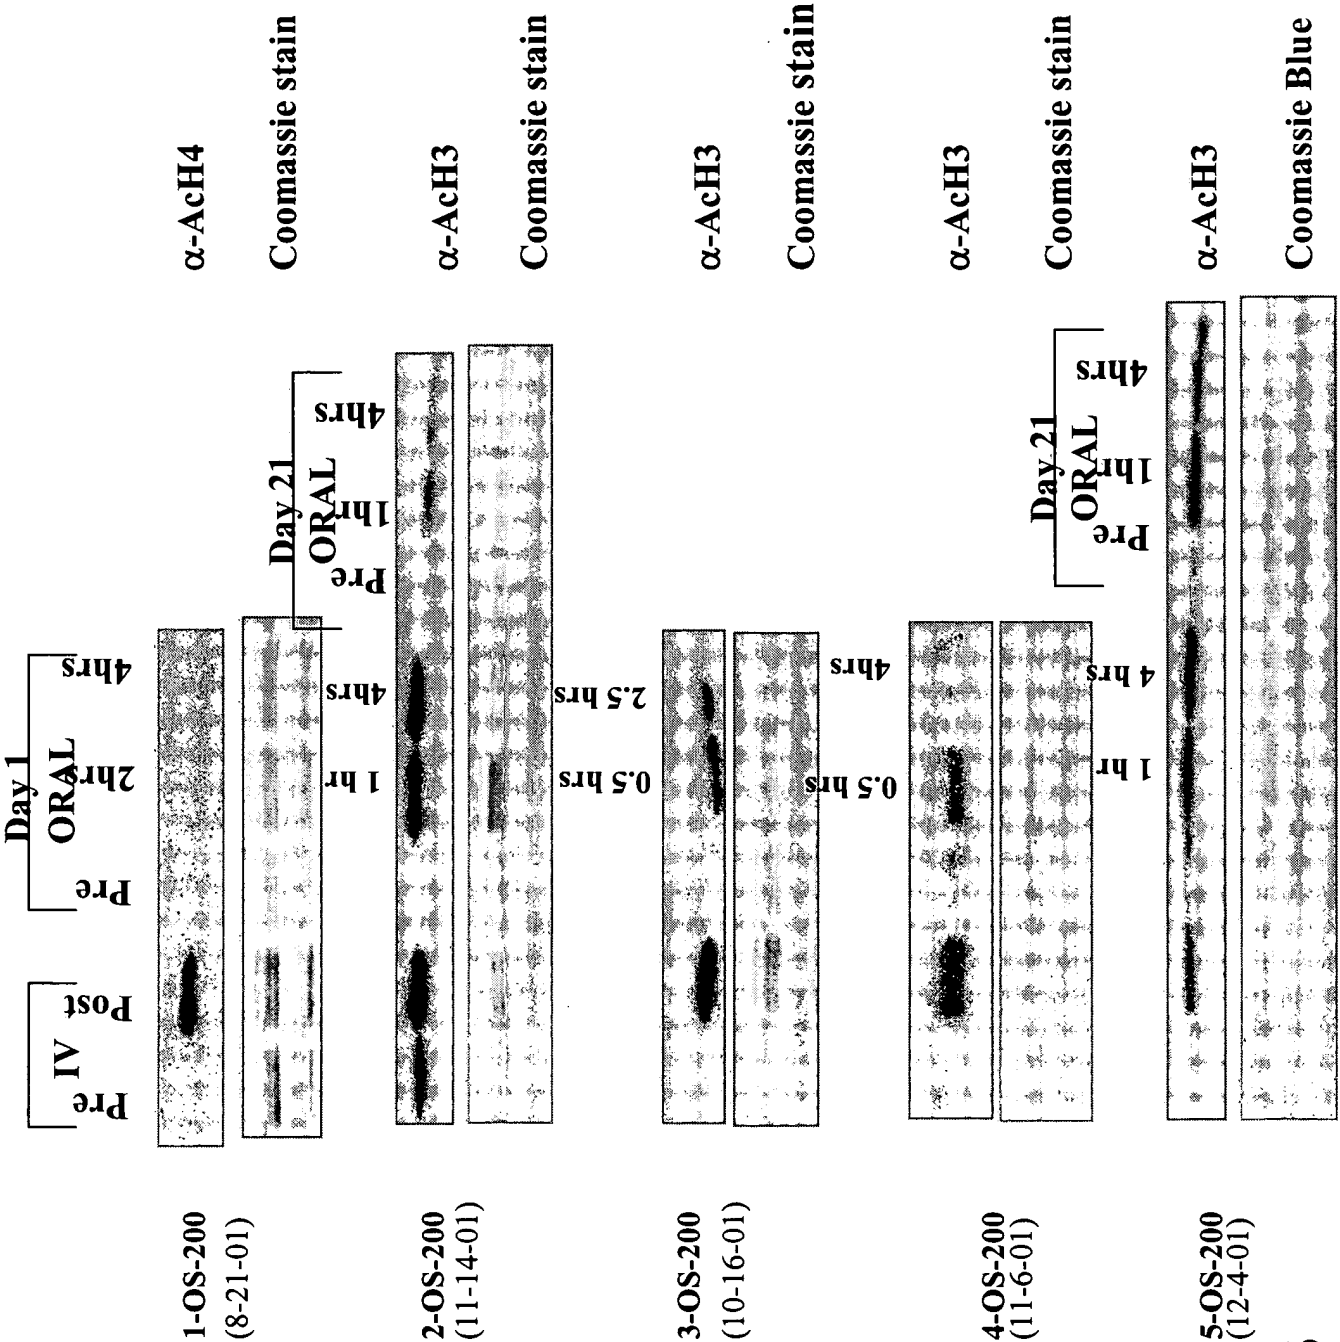 Day 1
IV
ORAL
Pre
Post
Pre
2hrs
4hrs
1-OS-200
(8-21-01)
α-AcH4
Coomassie stain
Day 21
ORAL
1 hr
4hrs
Pre
1hr
4hrs
2-OS-200
(11-14-01)
α-AcH3
Coomassie stain
0.5 hrs
2.5 hrs
3-OS-200
(10-16-01)
α-AcH3
Coomassie stain
0.5 hrs
4hrs
4-OS-200
(11-6-01)
α-AcH3
Coomassie stain
Day 21
ORAL
1 hr
4 hrs
Pre
1hr
4hrs
5-OS-200
(12-4-01)
α-AcH3
Coomassie Blue